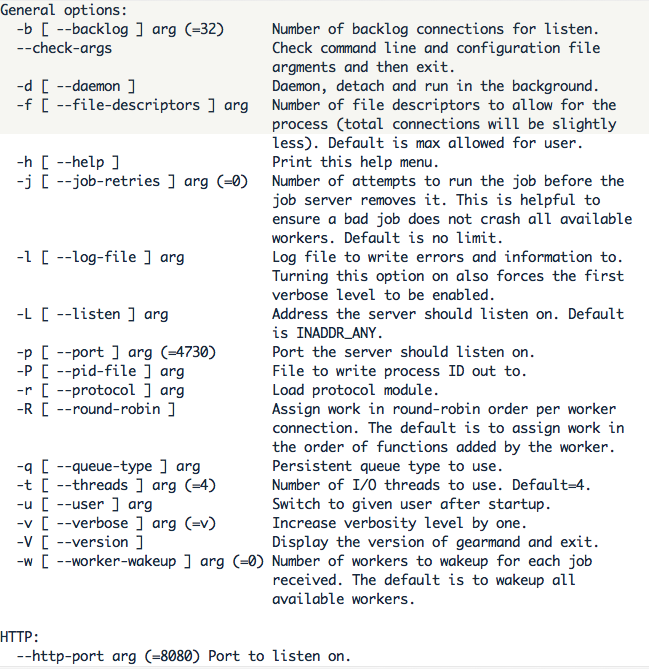 General options:
  -b [ --backlog ] arg (=32)      Number of backlog connections for listen.
  --check-args                    Check command line and configuration file
                                  argments and then exit.
  -d [ --daemon ]                 Daemon, detach and run in the background.
  -f [ --file-descriptors ] arg   Number of file descriptors to allow for the
                                  process (total connections will be slightly
                                  less). Default is max allowed for user.
  -h [ --help ]                   Print this help menu.
  -j [ --job-retries ] arg (=0)   Number of attempts to run the job before the
                                  job server removes it. This is helpful to
                                  ensure a bad job does not crash all available
                                  workers. Default is no limit.
  -l [ --log-file ] arg           Log file to write errors and information to.
                                  Turning this option on also forces the first
                                  verbose level to be enabled.
  -L [ --listen ] arg             Address the server should listen on. Default
                                  is INADDR_ANY.
  -p [ --port ] arg (=4730)       Port the server should listen on.
  -P [ --pid-file ] arg           File to write process ID out to.
  -r [ --protocol ] arg           Load protocol module.
  -R [ --round-robin ]            Assign work in round-robin order per worker
                                  connection. The default is to assign work in
                                  the order of functions added by the worker.
  -q [ --queue-type ] arg         Persistent queue type to use.
  -t [ --threads ] arg (=4)       Number of I/O threads to use. Default=4.
  -u [ --user ] arg               Switch to given user after startup.
  -v [ --verbose ] arg (=v)       Increase verbosity level by one.
  -V [ --version ]                Display the version of gearmand and exit.
  -w [ --worker-wakeup ] arg (=0) Number of workers to wakeup for each job
                                  received. The default is to wakeup all
                                  available workers.
HTTP:
  --http-port arg (=8080) Port to listen on.